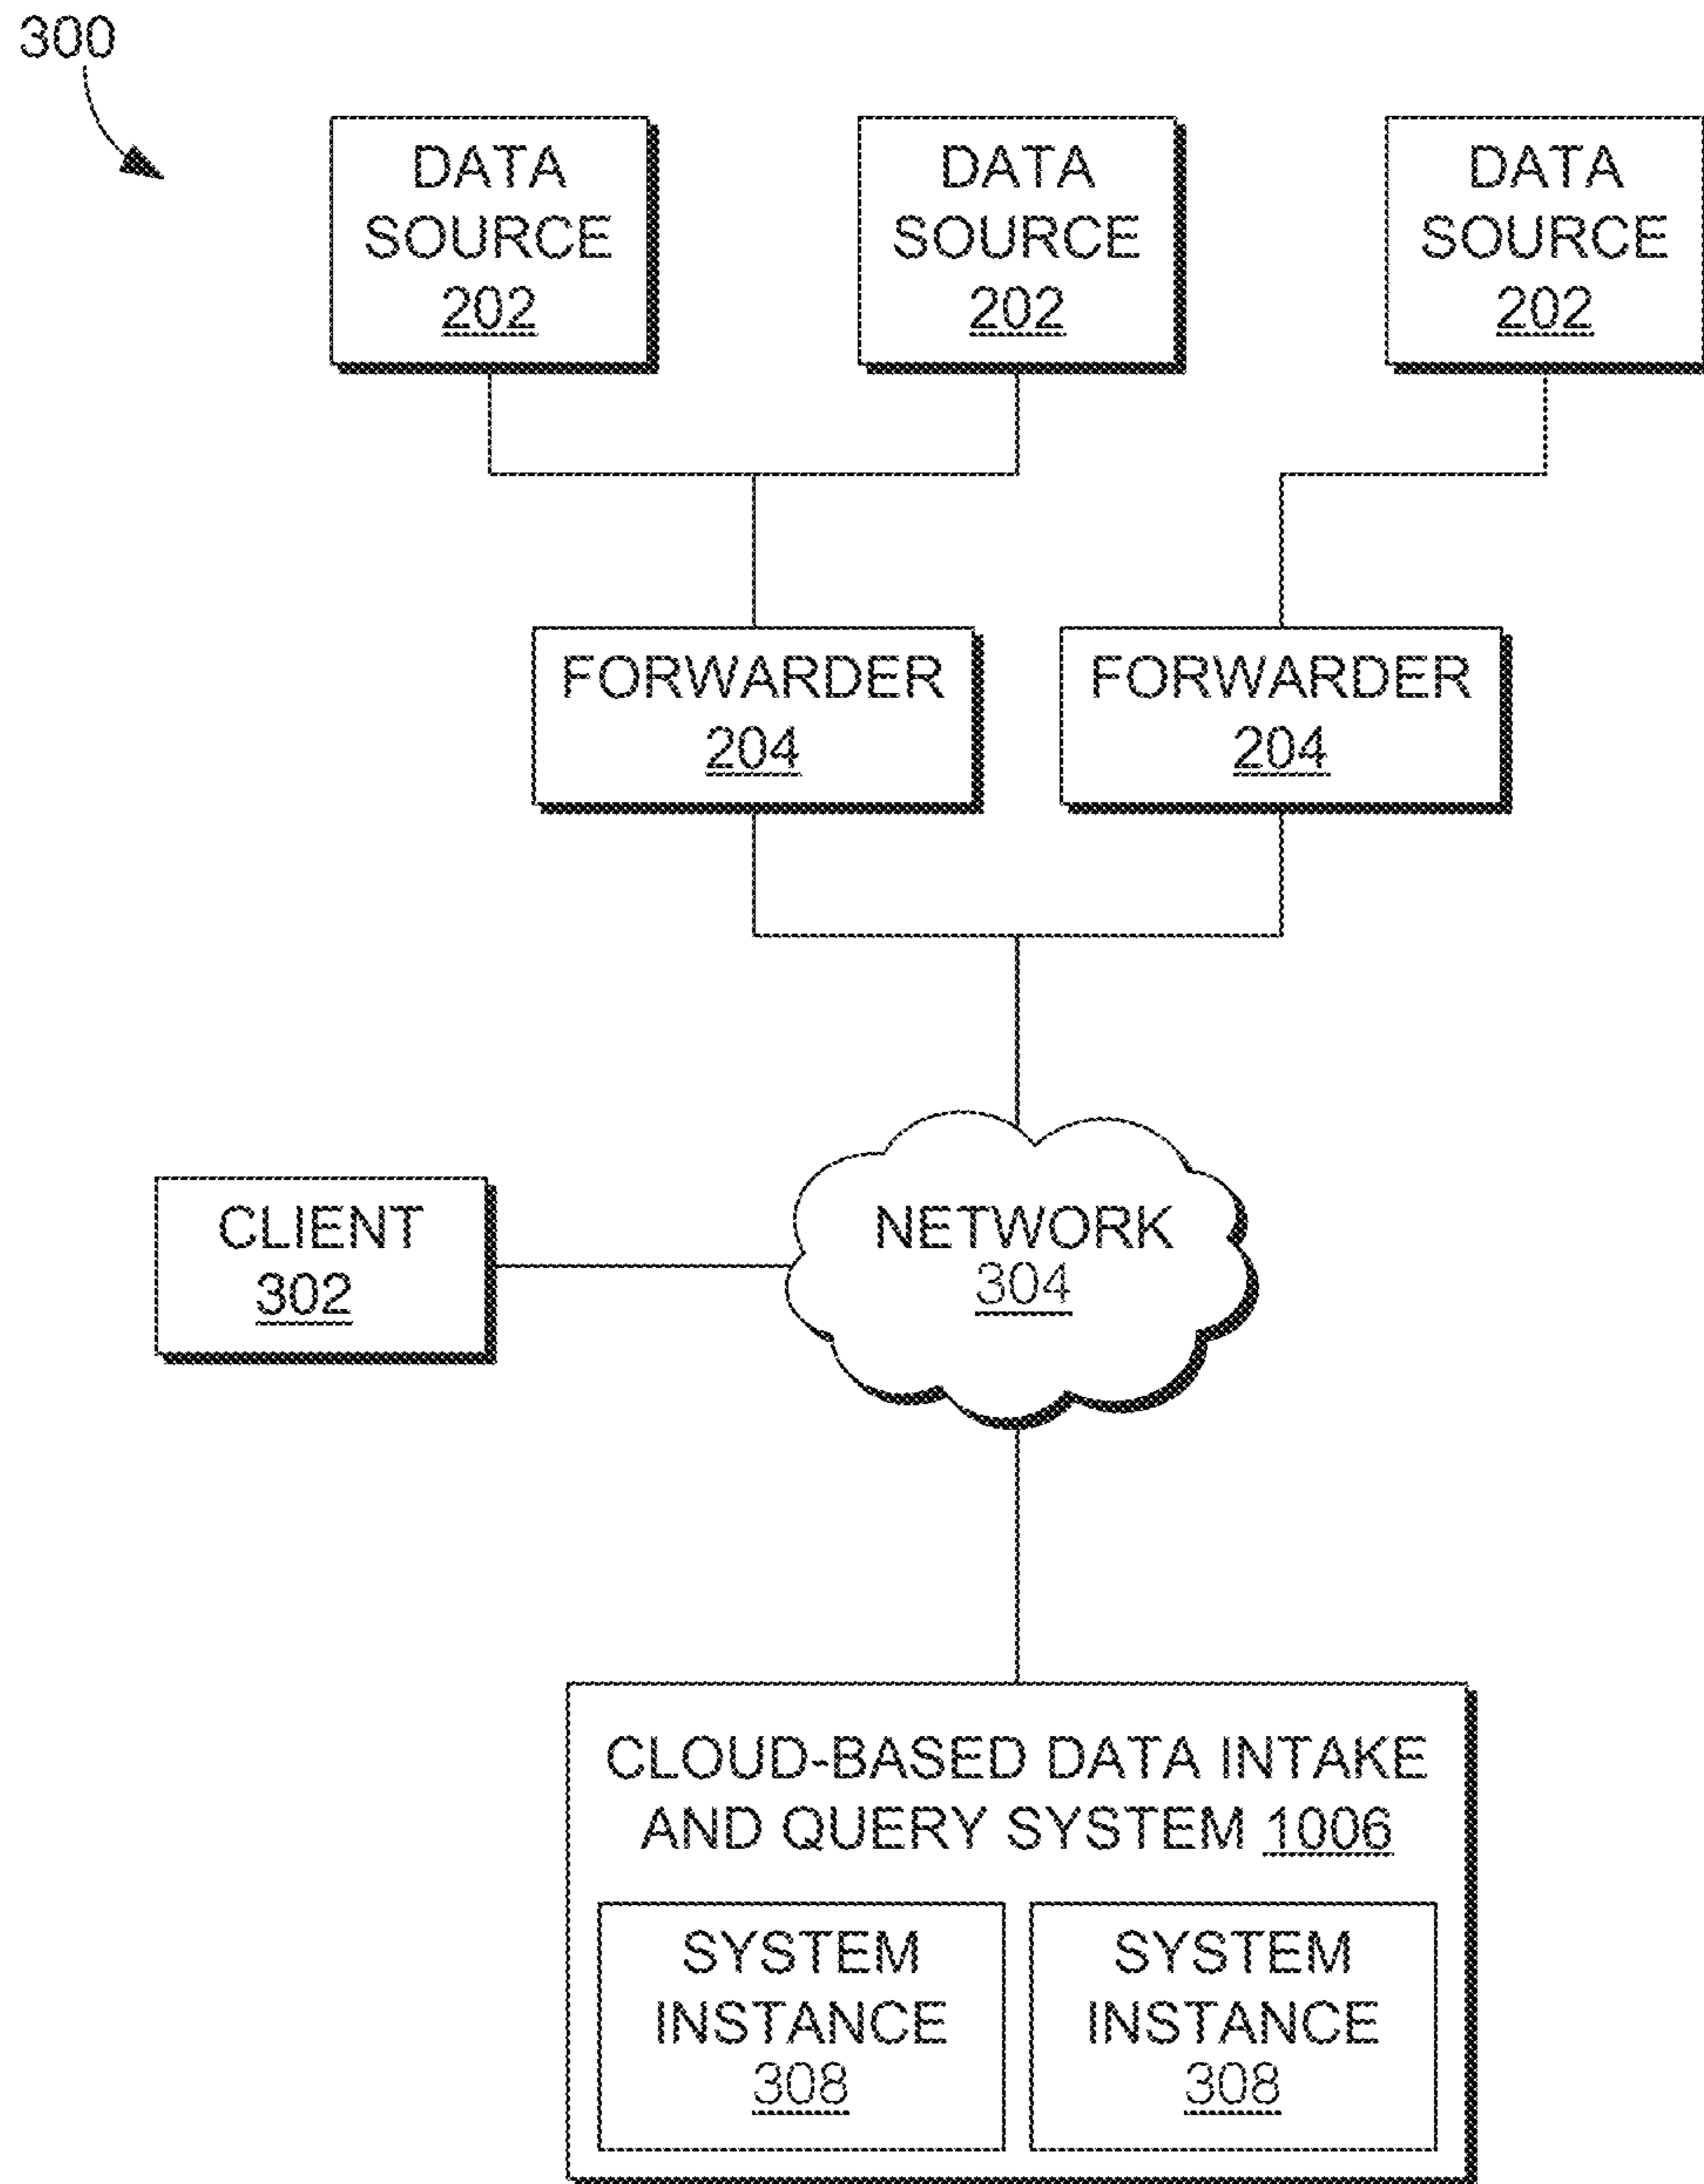 300
DATA
SOURCE
202
DATA
SOURCE
202
DATA
SOURCE
202
FORWARDER
204
FORWARDER
204
CLIENT
302
NETWORK
304
CLOUD-BASED DATA INTAKE
AND QUERY SYSTEM 1006
SYSTEM
INSTANCE
308
SYSTEM
INSTANCE
308